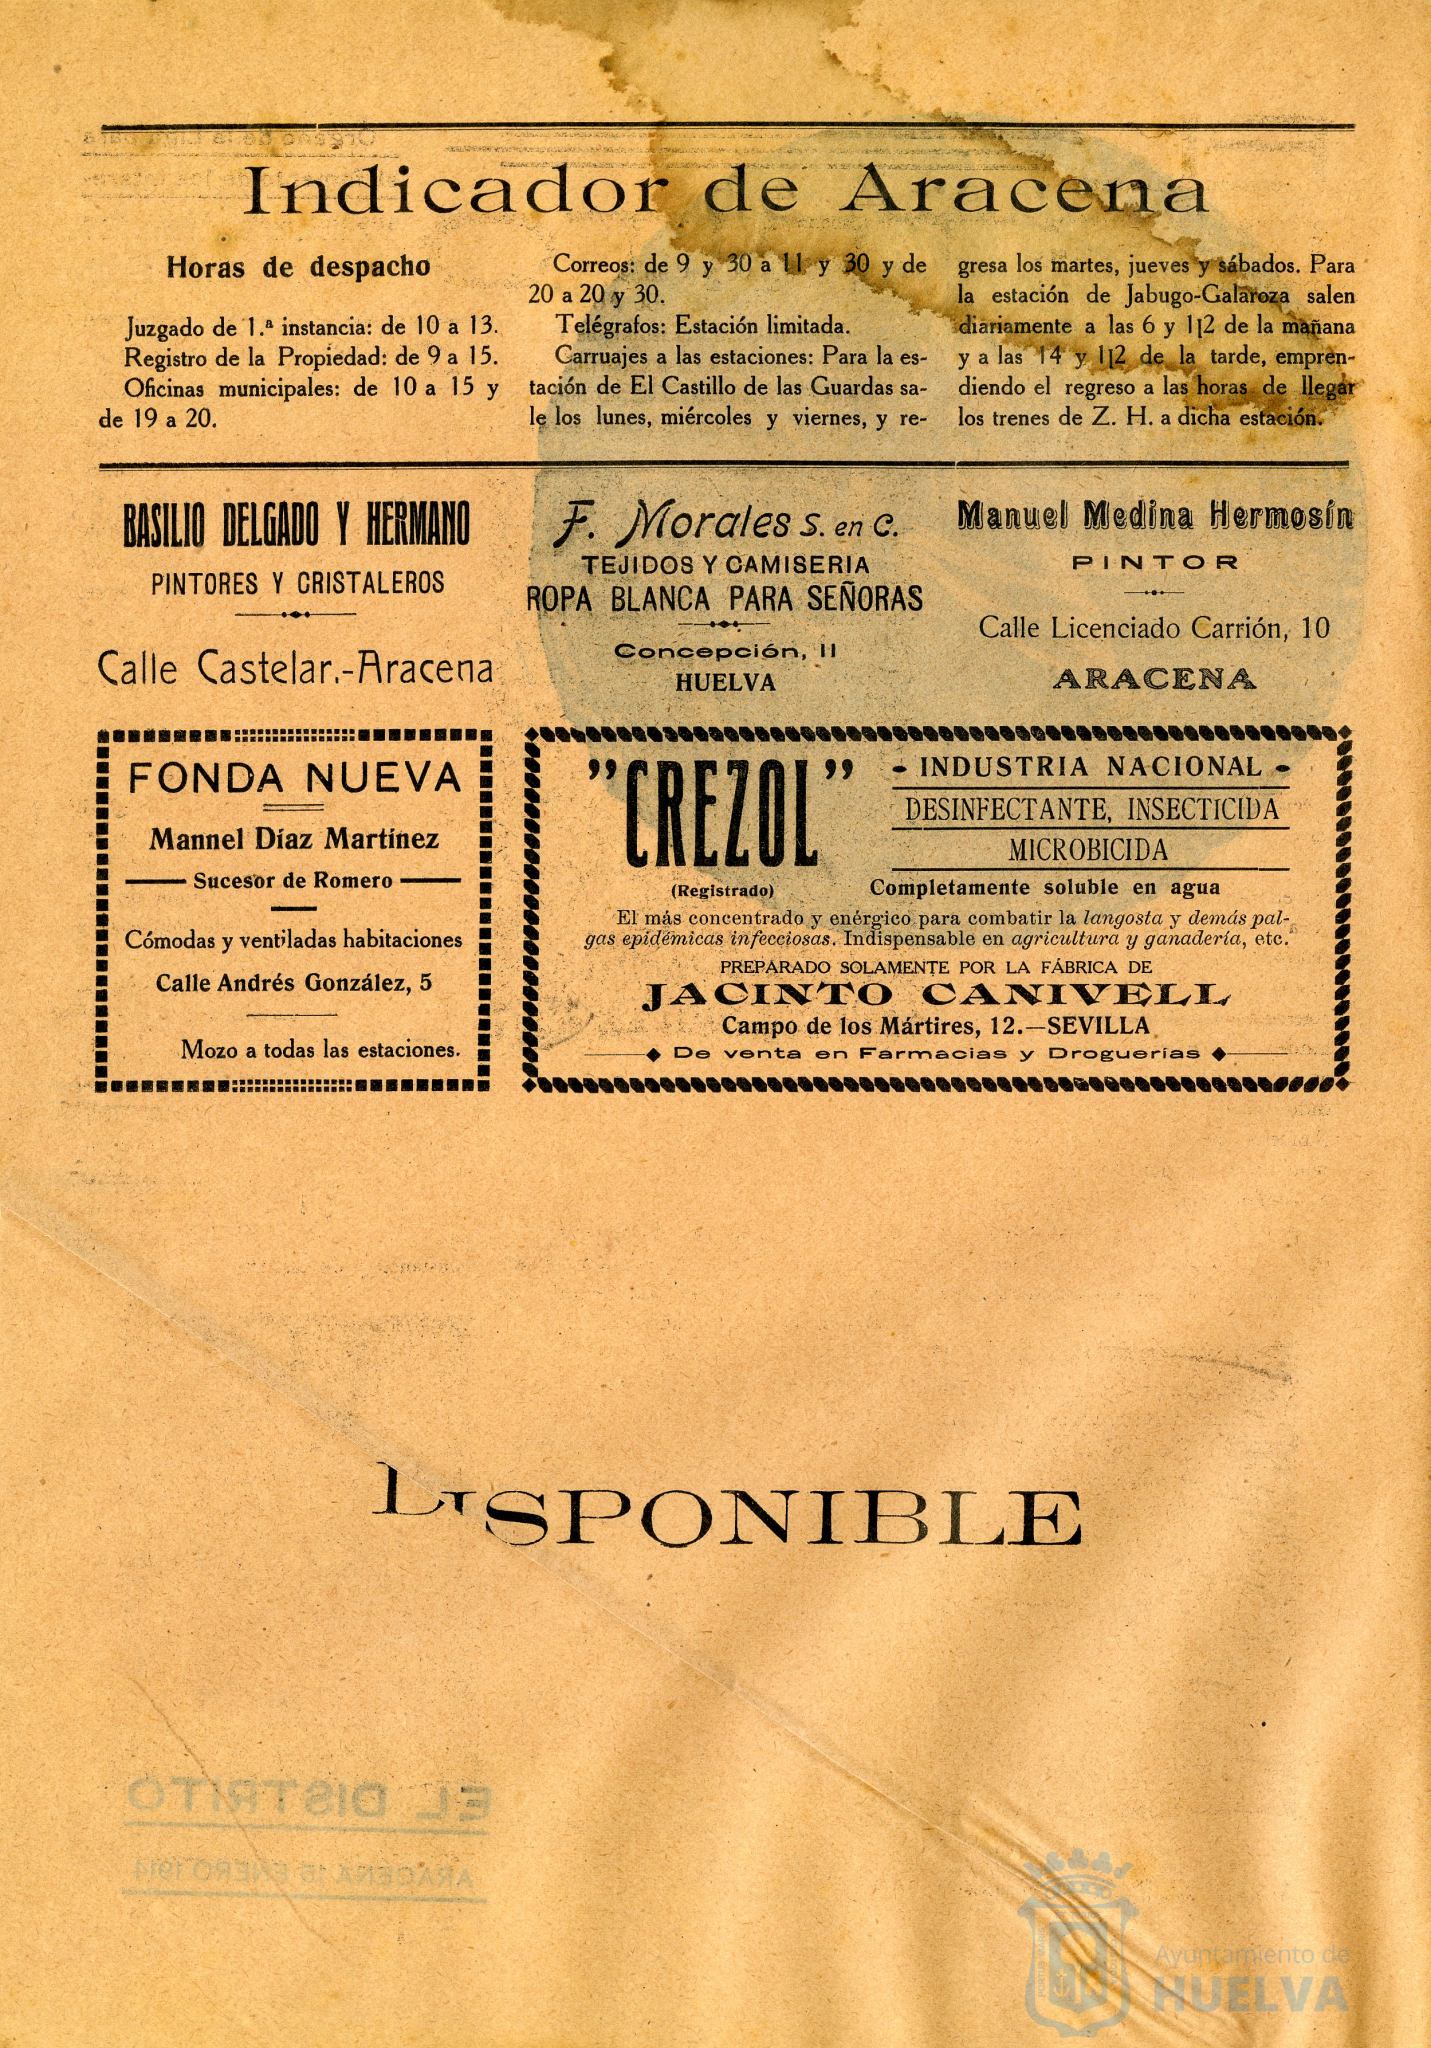 Indicador de Aracena
Horas de despacho
Juzgado de 1.ª instancia: de 10 a 13.
Registro de la Propiedad: de 9 a 15.
Oficinas municipales: de 10 a 15 y
de 19 a 20.
Correos: de 9 y 30 a 11 y 30 y de
20 a 20 y 30.
Telégrafos: Estación limitada.
Carruajes a las estaciones: Para la es-
tación de El Castillo de las Guardas sa-
le los lunes, miércoles y viernes, y re-
gresa los martes, jueves y sábados. Para
la estación de Jabugo-Galaroza salen
diariamente a las 6 y 1|2 de la mañana
y a las 14 y 1|2 de la tarde, empren-
diendo el regreso a las horas de llegar
los trenes de Z. H. a dicha estación.
BASILIO DELGADO Y HERMANO
PINTORES Y CRISTALEROS
Calle Castelar.-Aracena
F. Morales S. en C.
TEJIDOS Y CAMISERIA
ROPA BLANCA PARA SEÑORAS
Concepción, 11
HUELVA
Manuel Medina Hermosín
PINTOR
Calle Licenciado Carrión, 10
ARACENA
FONDA NUEVA
Mannel Díaz Martínez
Sucesor de Romero
Cómodas y ventiladas habitaciones
Calle Andrés González, 5
Mozo a todas las estaciones.
"CREZOL"
(Registrado)
- INDUSTRIA NACIONAL -
DESINFECTANTE, INSECTICIDA
MICROBICIDA
Completamente soluble en agua
El más concentrado y enérgico para combatir la langosta y demás pal-
gas epidémicas infecciosas. Indispensable en agricultura y ganadería, etc.
PREPARADO SOLAMENTE POR LA FÁBRICA DE
JACINTO CANIVELL
Campo de los Mártires, 12.—SEVILLA
De venta en Farmacias y Droguerías
DISPONIBLE
EL DISTRITO
ARACENA 15 ENERO 1914
Ayuntamiento de
HUELVA